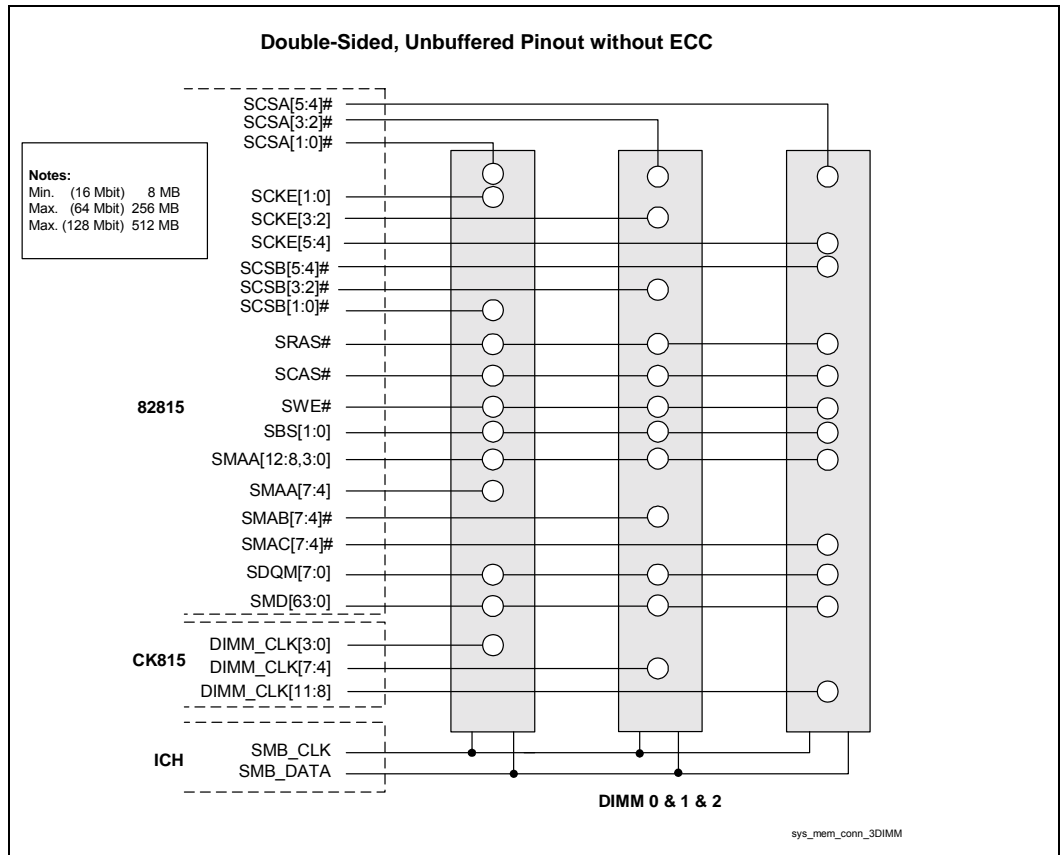 Double-Sided, Unbuffered Pinout without ECC
SCSA[5:4]#
SCSA[3:2]#
SCSA[1:0]#
Notes:
Min. (16 Mbit) 8 MB
Max. (64 Mbit) 256 MB
Max. (128 Mbit) 512 MB
SCKE[1:0]
SCKE[3:2]
SCKE[5:4]
SCSB[5:4]#
SCSB[3:2]#
SCSB[1:0]#
SRAS#
SCAS#
82815
SWE#
SBS[1:0]
SMAA[12:8,3:0]
SMAA[7:4]
SMAB[7:4]#
SMAC[7:4]#
SDQM[7:0]
SMD[63:0]
CK815
DIMM_CLK[3:0]
DIMM_CLK[7:4]
DIMM_CLK[11:8]
ICH
SMB_CLK
SMB_DATA
DIMM 0 & 1 & 2
sys_mem_conn_3DIMM